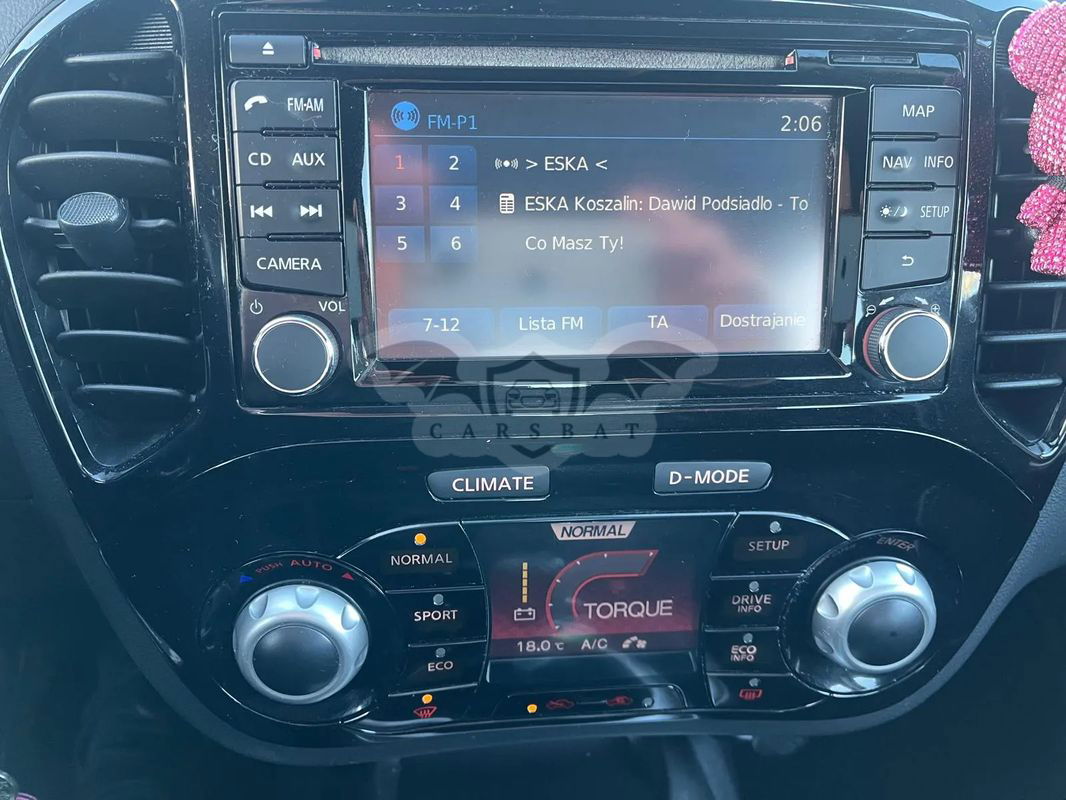 FM-AM
CD AUX
CAMERA
VOL
FM-P1 2:06
1 2 > ESKA <
3 4 ESKA Koszalin: Dawid Podsiadlo - To
5 6 Co Masz Ty!
7-12 Lista FM TA Dostrajanie
MAP
NAV INFO
SETUP
CARSBAT
CLIMATE D-MODE
PUSH AUTO
NORMAL
SPORT
ECO
NORMAL
TORQUE
18.0°C A/C
SETUP
DRIVE
INFO
ECO
INFO
ENTER